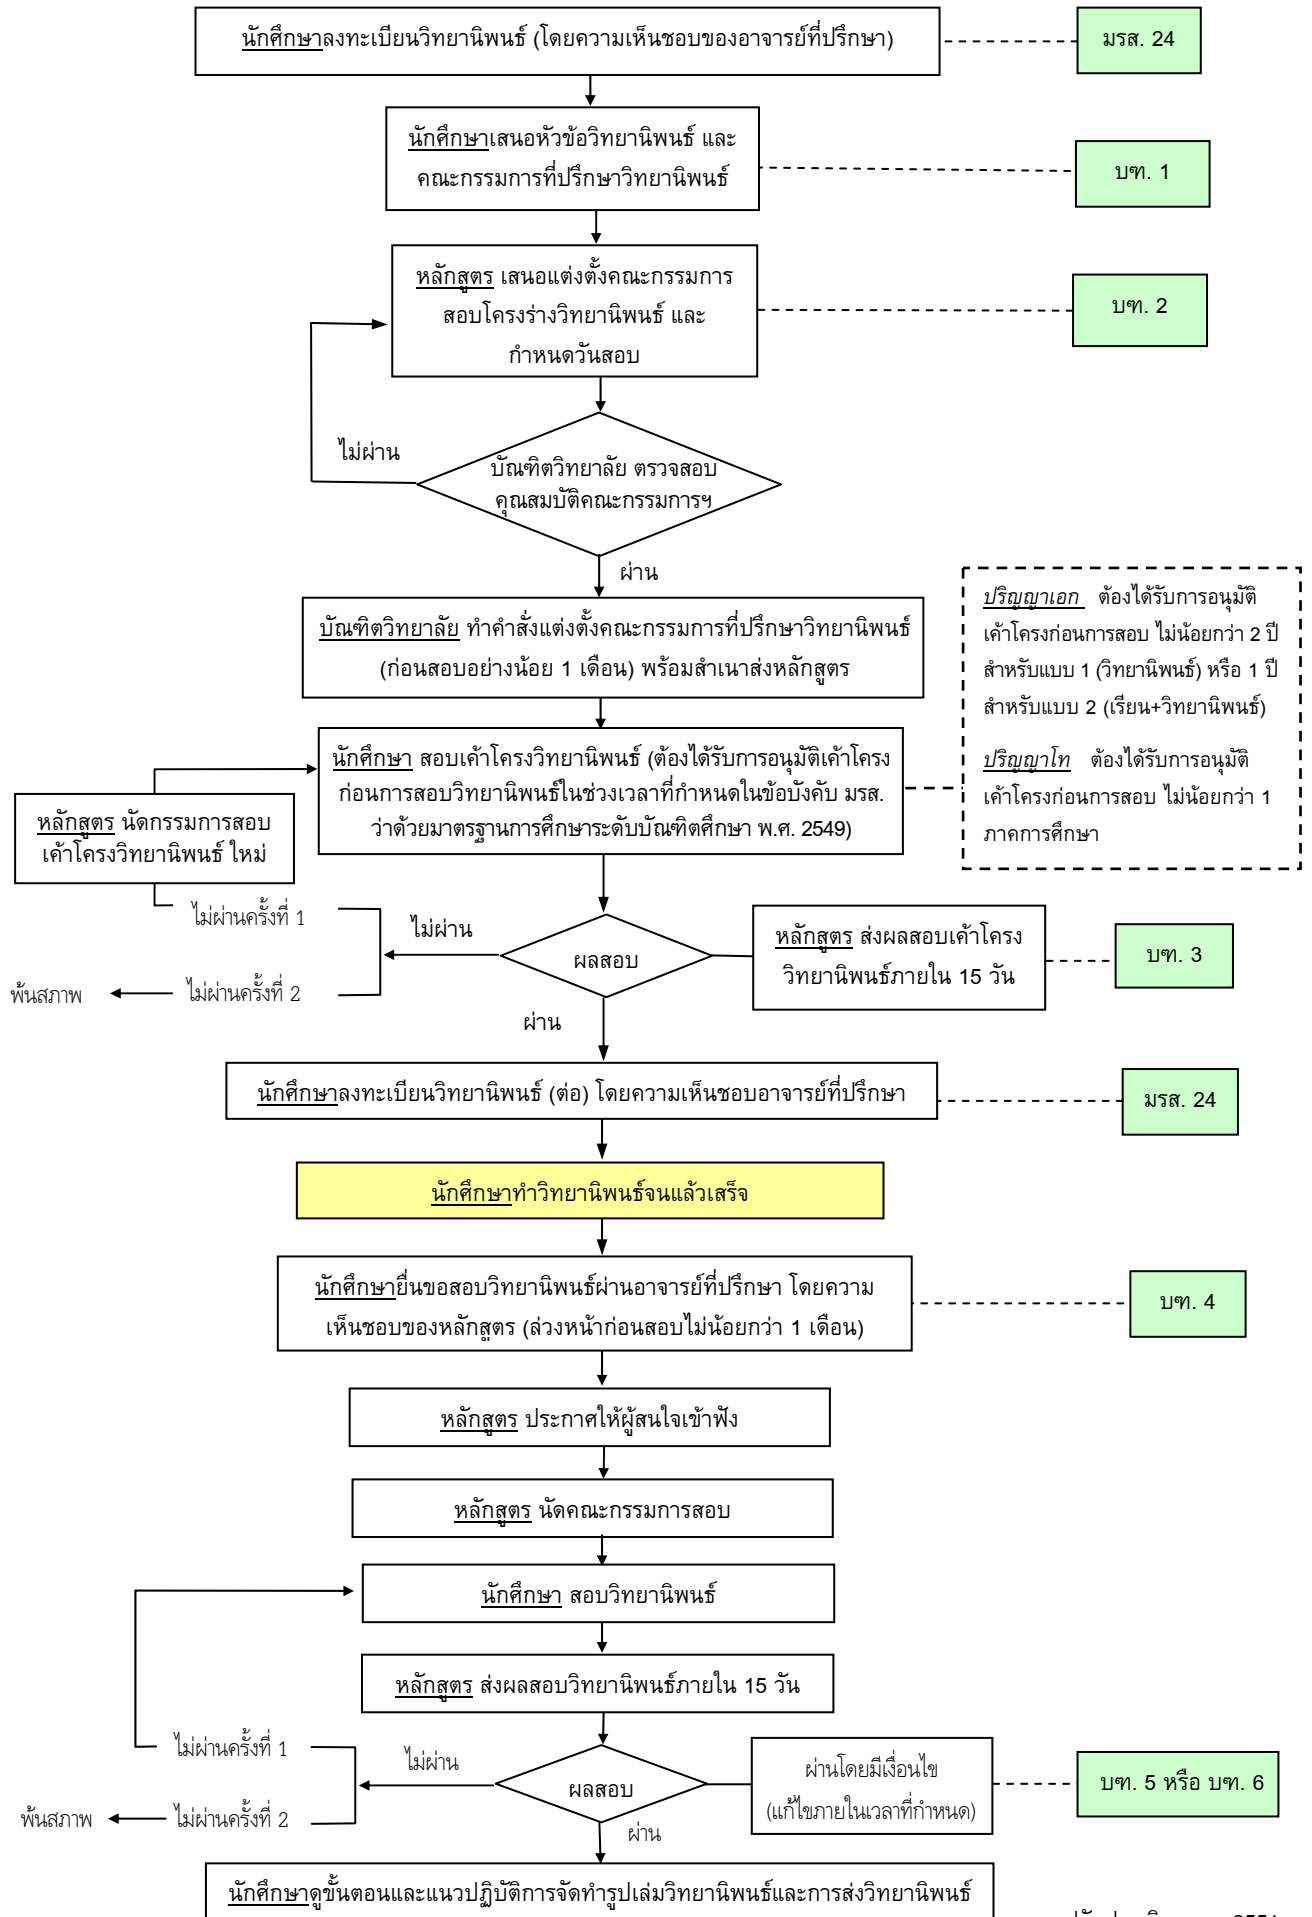 นักศึกษาลงทะเบียนวิทยานิพนธ์ (โดยความเห็นชอบของอาจารย์ที่ปรึกษา)
มรส. 24
นักศึกษาเสนอหัวข้อวิทยานิพนธ์ และ
คณะกรรมการที่ปรึกษาวิทยานิพนธ์
บฑ. 1
หลักสูตร เสนอแต่งตั้งคณะกรรมการ
สอบโครงร่างวิทยานิพนธ์ และ
กำหนดวันสอบ
บฑ. 2
ไม่ผ่าน
บัณฑิตวิทยาลัย ตรวจสอบ
คุณสมบัติคณะกรรมการฯ
ผ่าน
บัณฑิตวิทยาลัย ทำคำสั่งแต่งตั้งคณะกรรมการที่ปรึกษาวิทยานิพนธ์
(ก่อนสอบอย่างน้อย 1 เดือน) พร้อมสำเนาส่งหลักสูตร
ปริญญาเอก ต้องได้รับการอนุมัติ
เค้าโครงก่อนการสอบ ไม่น้อยกว่า 2 ปี
สำหรับแบบ 1 (วิทยานิพนธ์) หรือ 1 ปี
สำหรับแบบ 2 (เรียน+วิทยานิพนธ์)
ปริญญาโท ต้องได้รับการอนุมัติ
เค้าโครงก่อนการสอบ ไม่น้อยกว่า 1
ภาคการศึกษา
นักศึกษา สอบเค้าโครงวิทยานิพนธ์ (ต้องได้รับการอนุมัติเค้าโครง
ก่อนการสอบวิทยานิพนธ์ในช่วงเวลาที่กำหนดในข้อบังคับ มรส.
ว่าด้วยมาตรฐานการศึกษาระดับบัณฑิตศึกษา พ.ศ. 2549)
หลักสูตร นัดกรรมการสอบ
เค้าโครงวิทยานิพนธ์ ใหม่
ไม่ผ่านครั้งที่ 1
ไม่ผ่าน
ผลสอบ
หลักสูตร ส่งผลสอบเค้าโครง
วิทยานิพนธ์ภายใน 15 วัน
บฑ. 3
พ้นสภาพ
ไม่ผ่านครั้งที่ 2
ผ่าน
นักศึกษาลงทะเบียนวิทยานิพนธ์ (ต่อ) โดยความเห็นชอบอาจารย์ที่ปรึกษา
มรส. 24
นักศึกษาทำวิทยานิพนธ์จนแล้วเสร็จ
นักศึกษายื่นขอสอบวิทยานิพนธ์ผ่านอาจารย์ที่ปรึกษา โดยความ
เห็นชอบของหลักสูตร (ล่วงหน้าก่อนสอบไม่น้อยกว่า 1 เดือน)
บฑ. 4
หลักสูตร ประกาศให้ผู้สนใจเข้าฟัง
หลักสูตร นัดคณะกรรมการสอบ
นักศึกษา สอบวิทยานิพนธ์
หลักสูตร ส่งผลสอบวิทยานิพนธ์ภายใน 15 วัน
ไม่ผ่านครั้งที่ 1
ไม่ผ่าน
ผลสอบ
ผ่านโดยมีเงื่อนไข
(แก้ไขภายในเวลาที่กำหนด)
บฑ. 5 หรือ บฑ. 6
พ้นสภาพ
ไม่ผ่านครั้งที่ 2
ผ่าน
นักศึกษาดูขั้นตอนและแนวปฏิบัติการจัดทำรูปเล่มวิทยานิพนธ์และการส่งวิทยานิพนธ์